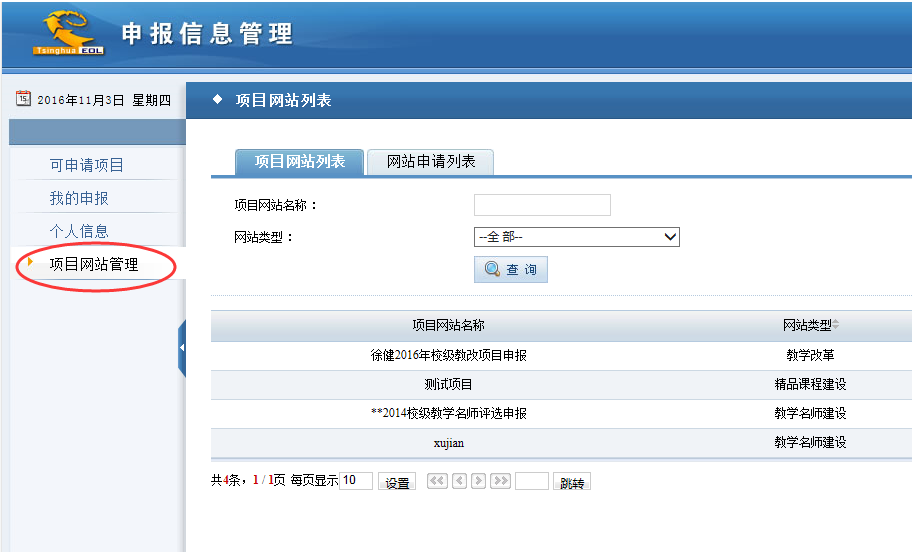 Tsinghua EOL
申报信息管理
15
2016年11月3日 星期四
可申请项目
我的申报
个人信息
项目网站管理
项目网站列表
项目网站列表 网站申请列表
项目网站名称：
网站类型： --全 部--
查 询
项目网站名称 网站类型
徐健2016年校级教改项目申报 教学改革
测试项目 精品课程建设
**2014校级教学名师评选申报 教学名师建设
xujian 教学名师建设
共4条，1 / 1页 每页显示 10 设置 跳转